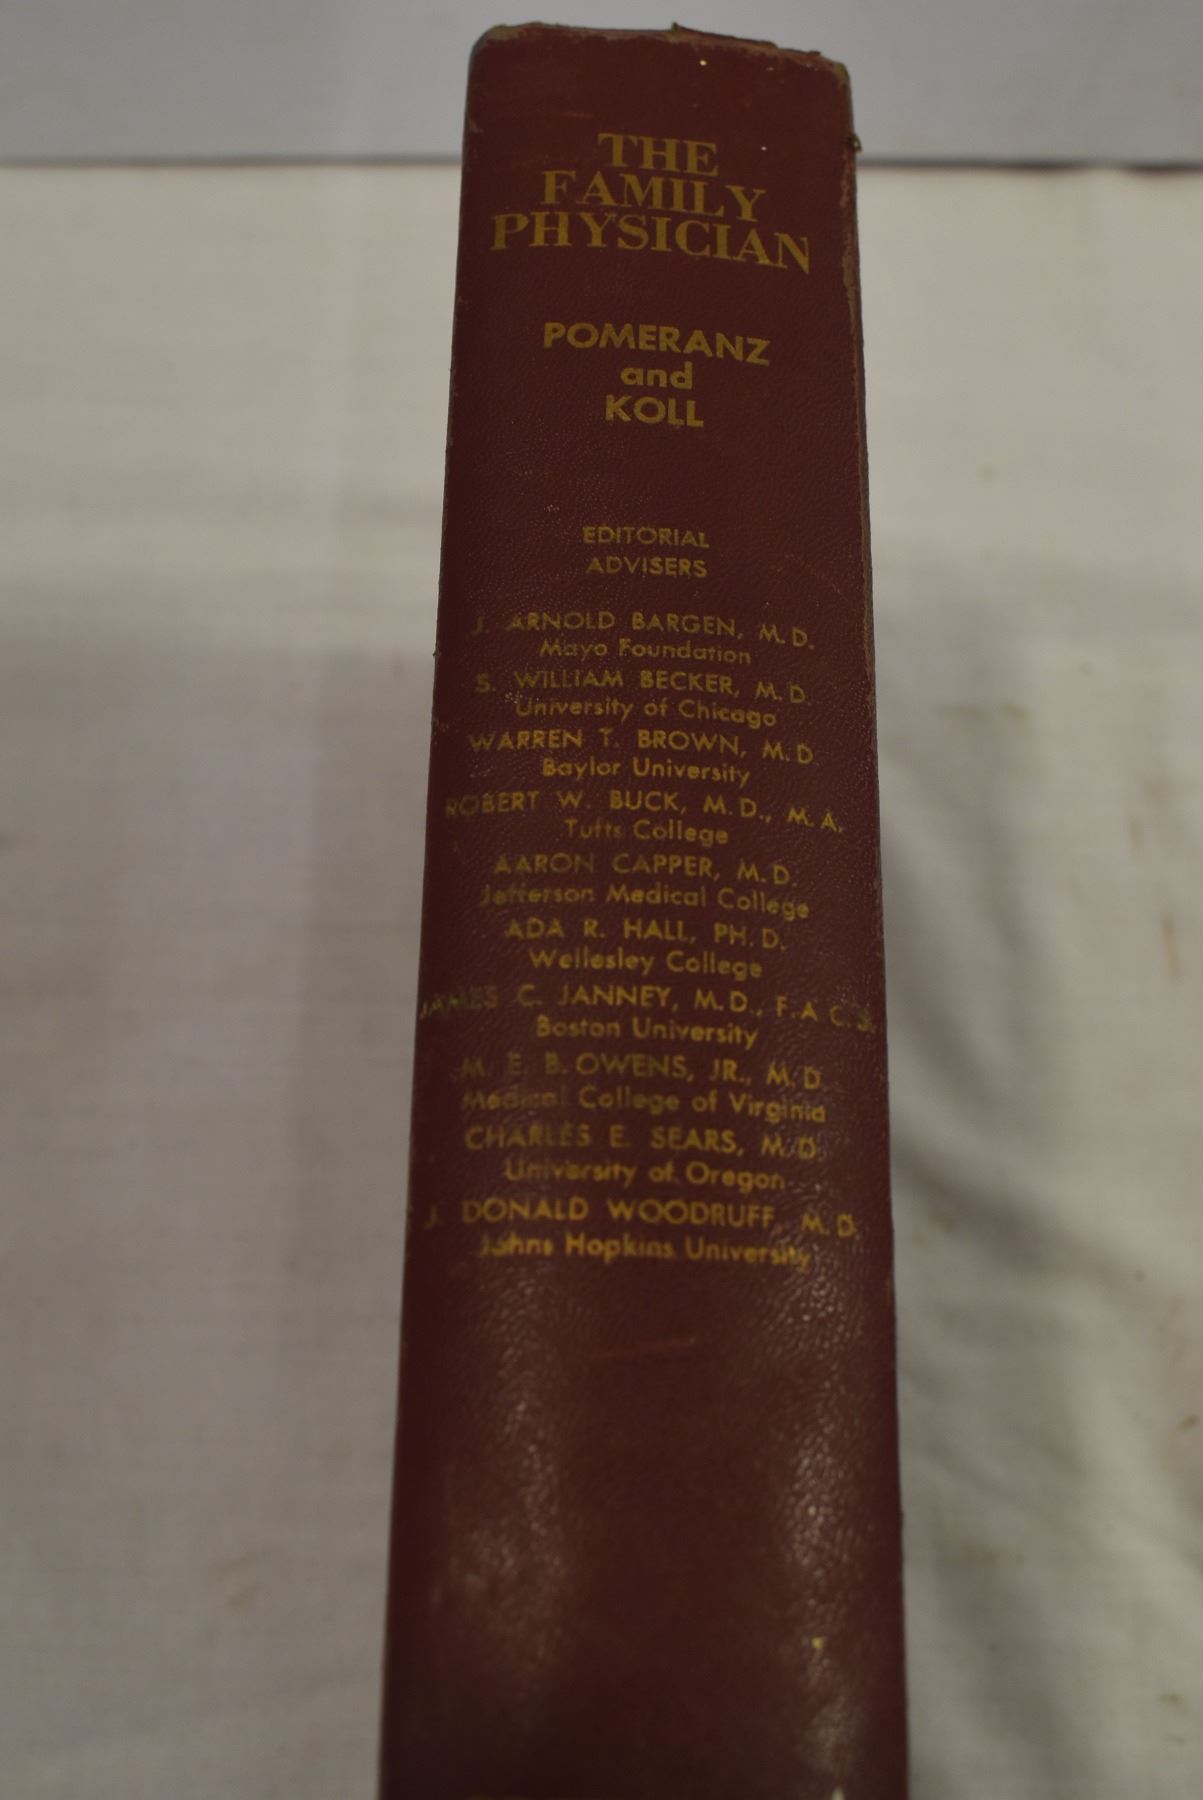 THE
FAMILY
PHYSICIAN
POMERANZ
and
KOLL
EDITORIAL
ADVISERS
J. ARNOLD BARGEN, M.D.
Mayo Foundation
S. WILLIAM BECKER, M.D.
University of Chicago
WARREN T. BROWN, M.D
Baylor University
ROBERT W. BUCK, M.D., M.A.
Tufts College
AARON CAPPER, M.D.
Jefferson Medical College
ADA R. HALL, PH.D.
Wellesley College
JAMES C. JANNEY, M.D., F.A.C.S.
Boston University
M. E. B. OWENS, JR., M.D.
Medical College of Virginia
CHARLES E. SEARS, M.D.
University of Oregon
J. DONALD WOODRUFF, M.D.
Johns Hopkins University